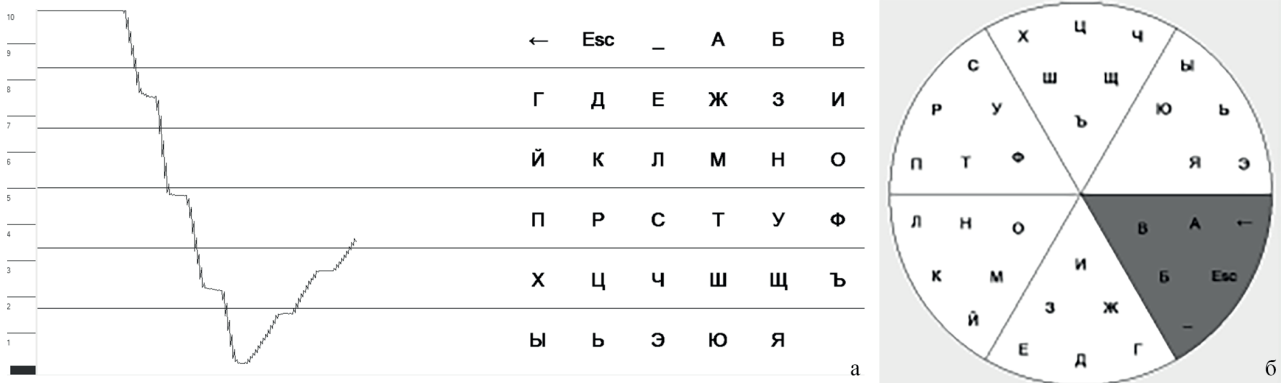 10
9
8
7
6
5
4
3
2
1
← Esc _ А Б В
Г Д Е Ж З И
Й К Л М Н О
П Р С Т У Ф
Х Ц Ч Ш Щ Ъ
Ы Ь Э Ю Я
а
Х Ц Ч
Ш Щ
Ъ
Ы
Ю Ь
Я Э
С
Р У
П Т Ф
Л Н О
К М
Й
И
З Ж
Е Д Г
В А ←
Б Esc
_
б